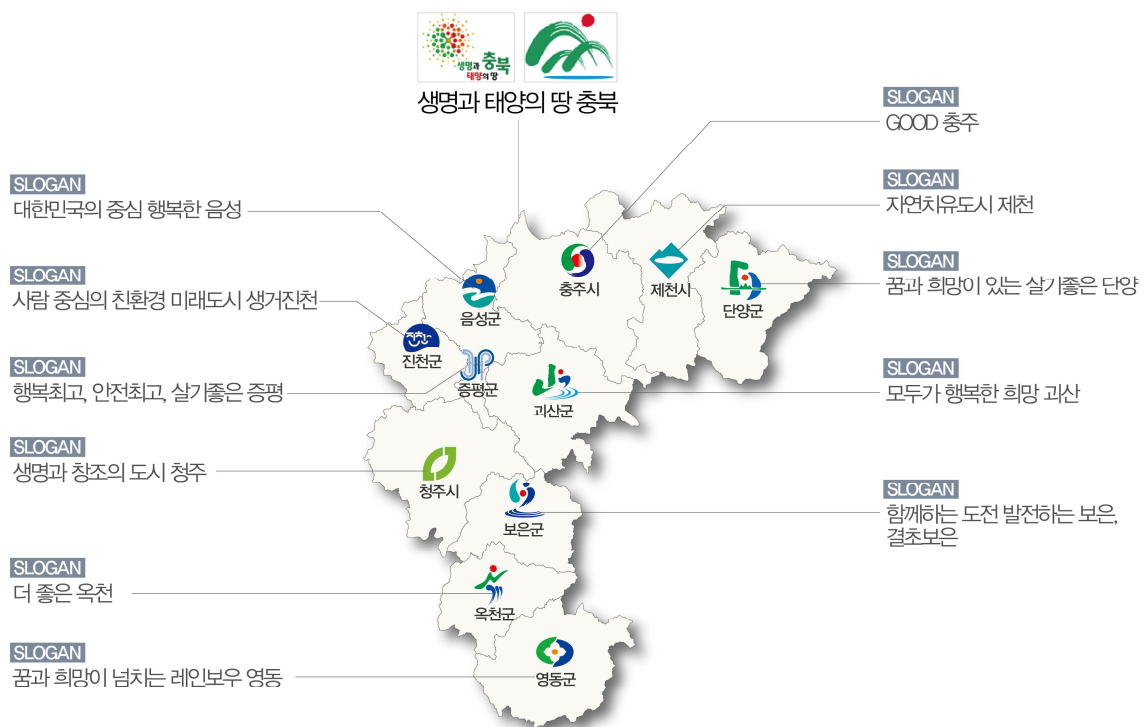 생명과 충북
태양의 땅
생명과 태양의 땅 충북
SLOGAN
GOOD 충주
SLOGAN
자연치유도시 제천
SLOGAN
꿈과 희망이 있는 살기좋은 단양
SLOGAN
모두가 행복한 희망 괴산
SLOGAN
함께하는 도전 발전하는 보은,
결초보은
SLOGAN
대한민국의 중심 행복한 음성
SLOGAN
사람 중심의 친환경 미래도시 생거진천
SLOGAN
행복최고, 안전최고, 살기좋은 증평
SLOGAN
생명과 창조의 도시 청주
SLOGAN
더 좋은 옥천
SLOGAN
꿈과 희망이 넘치는 레인보우 영동
충주시
제천시
단양군
음성군
진천
진천군
증평군
괴산군
청주시
보은군
옥천군
영동군